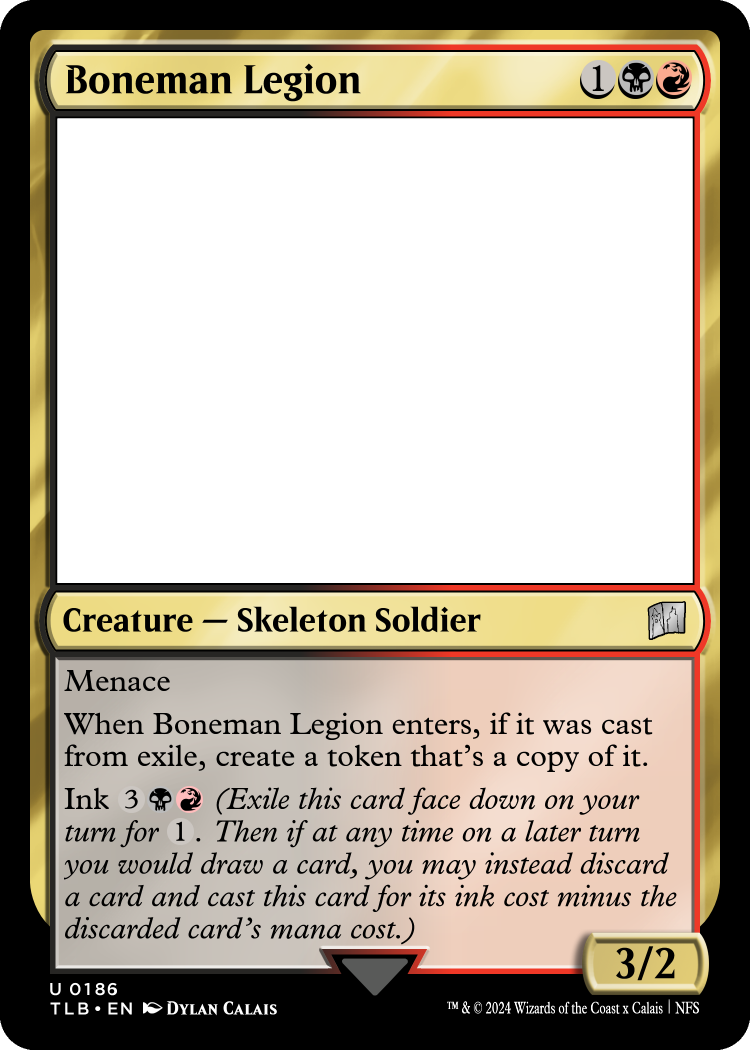 Boneman Legion 1
Creature — Skeleton Soldier
Menace
When Boneman Legion enters, if it was cast
from exile, create a token that's a copy of it.
Ink 3 (Exile this card face down on your
turn for 1. Then if at any time on a later turn
you would draw a card, you may instead discard
a card and cast this card for its ink cost minus the
discarded card's mana cost.)
3/2
U 0186
TLB • EN DYLAN CALAIS
™ & © 2024 Wizards of the Coast x Calais | NFS